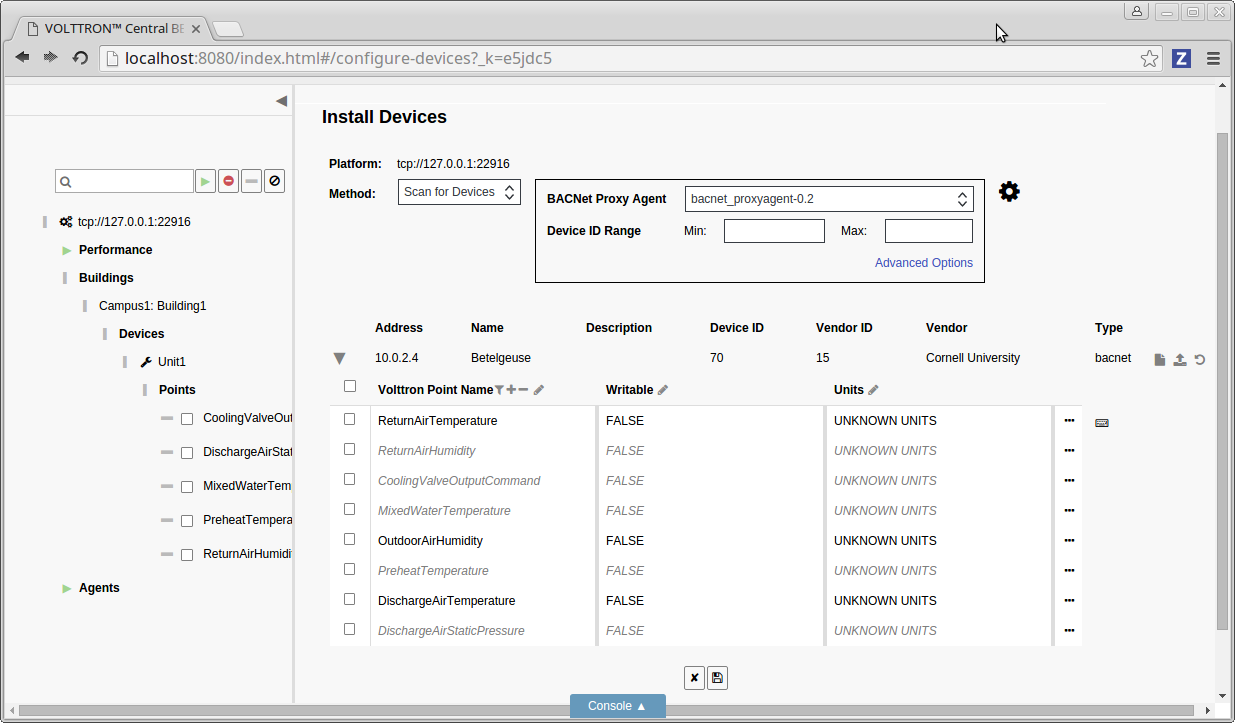 VOLTTRON™ Central BE
localhost:8080/index.html#/configure-devices?_k=e5jdc5
Z
tcp://127.0.0.1:22916
Performance
Buildings
Campus1: Building1
Devices
Unit1
Points
CoolingValveOut
DischargeAirStat
MixedWaterTem
PreheatTempera
ReturnAirHumidi
Agents
Install Devices
Platform: tcp://127.0.0.1:22916
Method: Scan for Devices
BACNet Proxy Agent bacnet_proxyagent-0.2
Device ID Range Min: Max:
Advanced Options
Address Name Description Device ID Vendor ID Vendor Type
10.0.2.4 Betelgeuse 70 15 Cornell University bacnet
Volttron Point Name Writable Units
ReturnAirTemperature FALSE UNKNOWN UNITS
ReturnAirHumidity FALSE UNKNOWN UNITS
CoolingValveOutputCommand FALSE UNKNOWN UNITS
MixedWaterTemperature FALSE UNKNOWN UNITS
OutdoorAirHumidity FALSE UNKNOWN UNITS
PreheatTemperature FALSE UNKNOWN UNITS
DischargeAirTemperature FALSE UNKNOWN UNITS
DischargeAirStaticPressure FALSE UNKNOWN UNITS
Console ▲